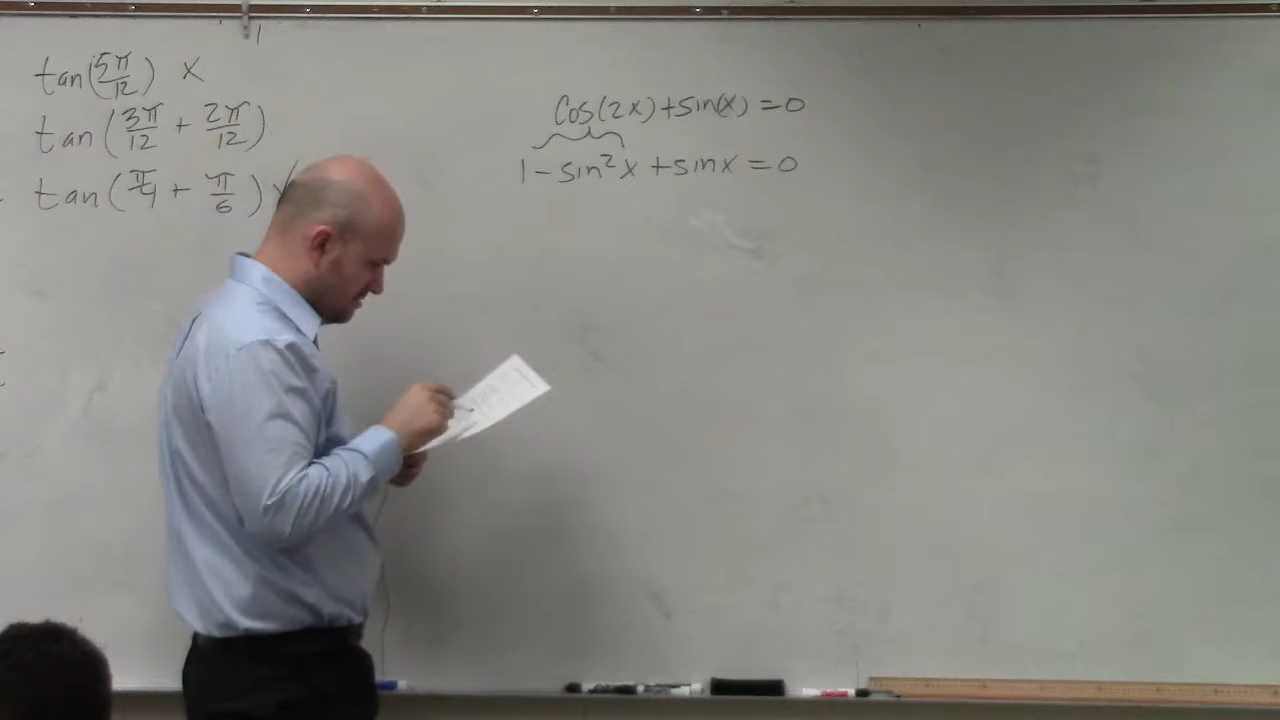 tan(5π/12) x
tan(3π/12 + 2π/12)
tan(π/4 + π/6) ✓
cos(2x)+sin(x)=0
1-sin²x+sinx=0